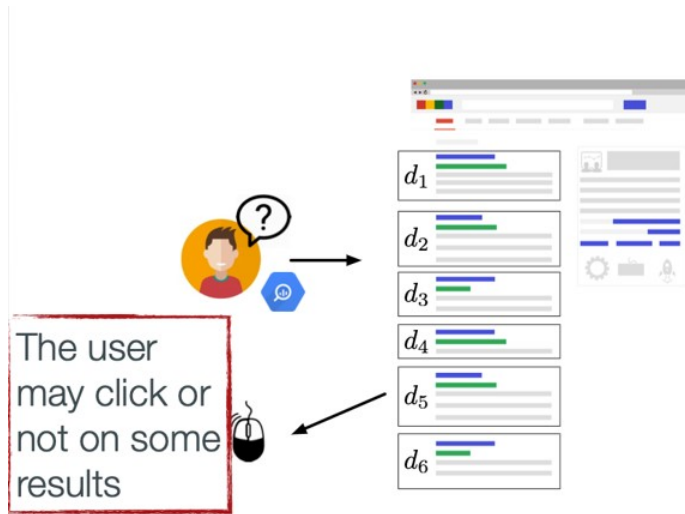 ?
d1
d2
d3
d4
d5
d6
The user
may click or
not on some
results